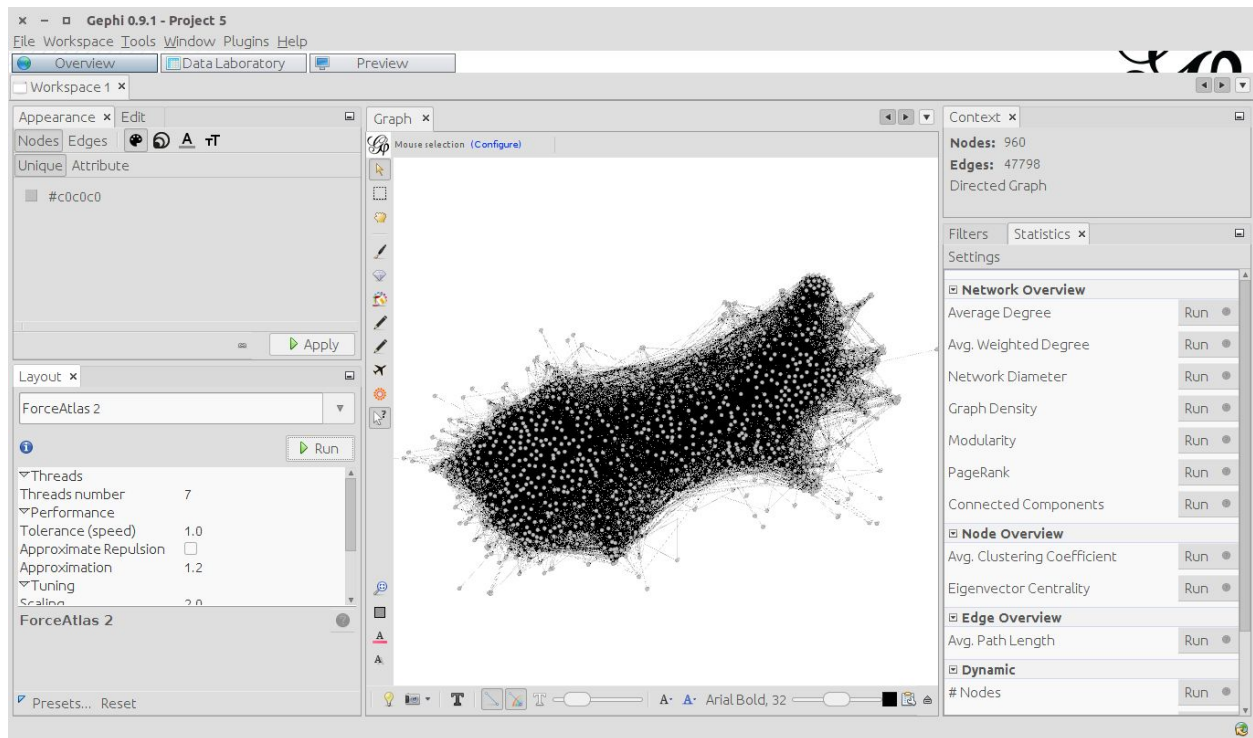 x – □ Gephi 0.9.1 - Project 5
File Workspace Tools Window Plugins Help
Overview Data Laboratory Preview
Workspace 1 ×
Appearance × Edit
Nodes Edges A тT
Unique Attribute
#c0c0c0
Apply
Layout ×
ForceAtlas 2
Run
Threads
Threads number 7
Performance
Tolerance (speed) 1.0
Approximate Repulsion
Approximation 1.2
Tuning
Scaling 2.0
ForceAtlas 2
Presets... Reset
Graph ×
Mouse selection (Configure)
A
A
T T A- A- Arial Bold, 32
Context ×
Nodes: 960
Edges: 47798
Directed Graph
Filters Statistics ×
Settings
Network Overview
Average Degree Run
Avg. Weighted Degree Run
Network Diameter Run
Graph Density Run
Modularity Run
PageRank Run
Connected Components Run
Node Overview
Avg. Clustering Coefficient Run
Eigenvector Centrality Run
Edge Overview
Avg. Path Length Run
Dynamic
# Nodes Run